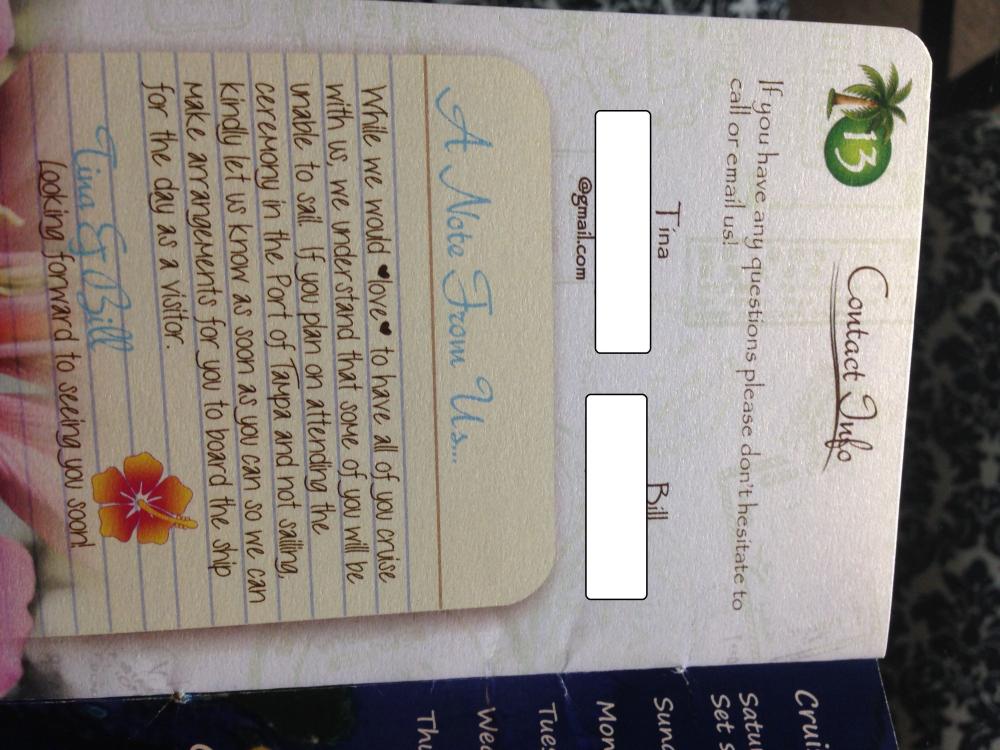 13
Contact Info
If you have any questions please don't hesitate to
call or email us!
Tina
Bill
@gmail.com
A Note From Us...
While we would ♥love♥ to have all of you cruise
with us, we understand that some of you will be
unable to sail. If you plan on attending the
ceremony in the Port of Tampa and not sailing,
kindly let us know as soon as you can so we can
make arrangements for you to board the ship
for the day as a visitor.
Tina & Bill
Looking forward to seeing you soon!
Crui
Satu
Set S
Sund
Mon
Tues
Wed
Thu